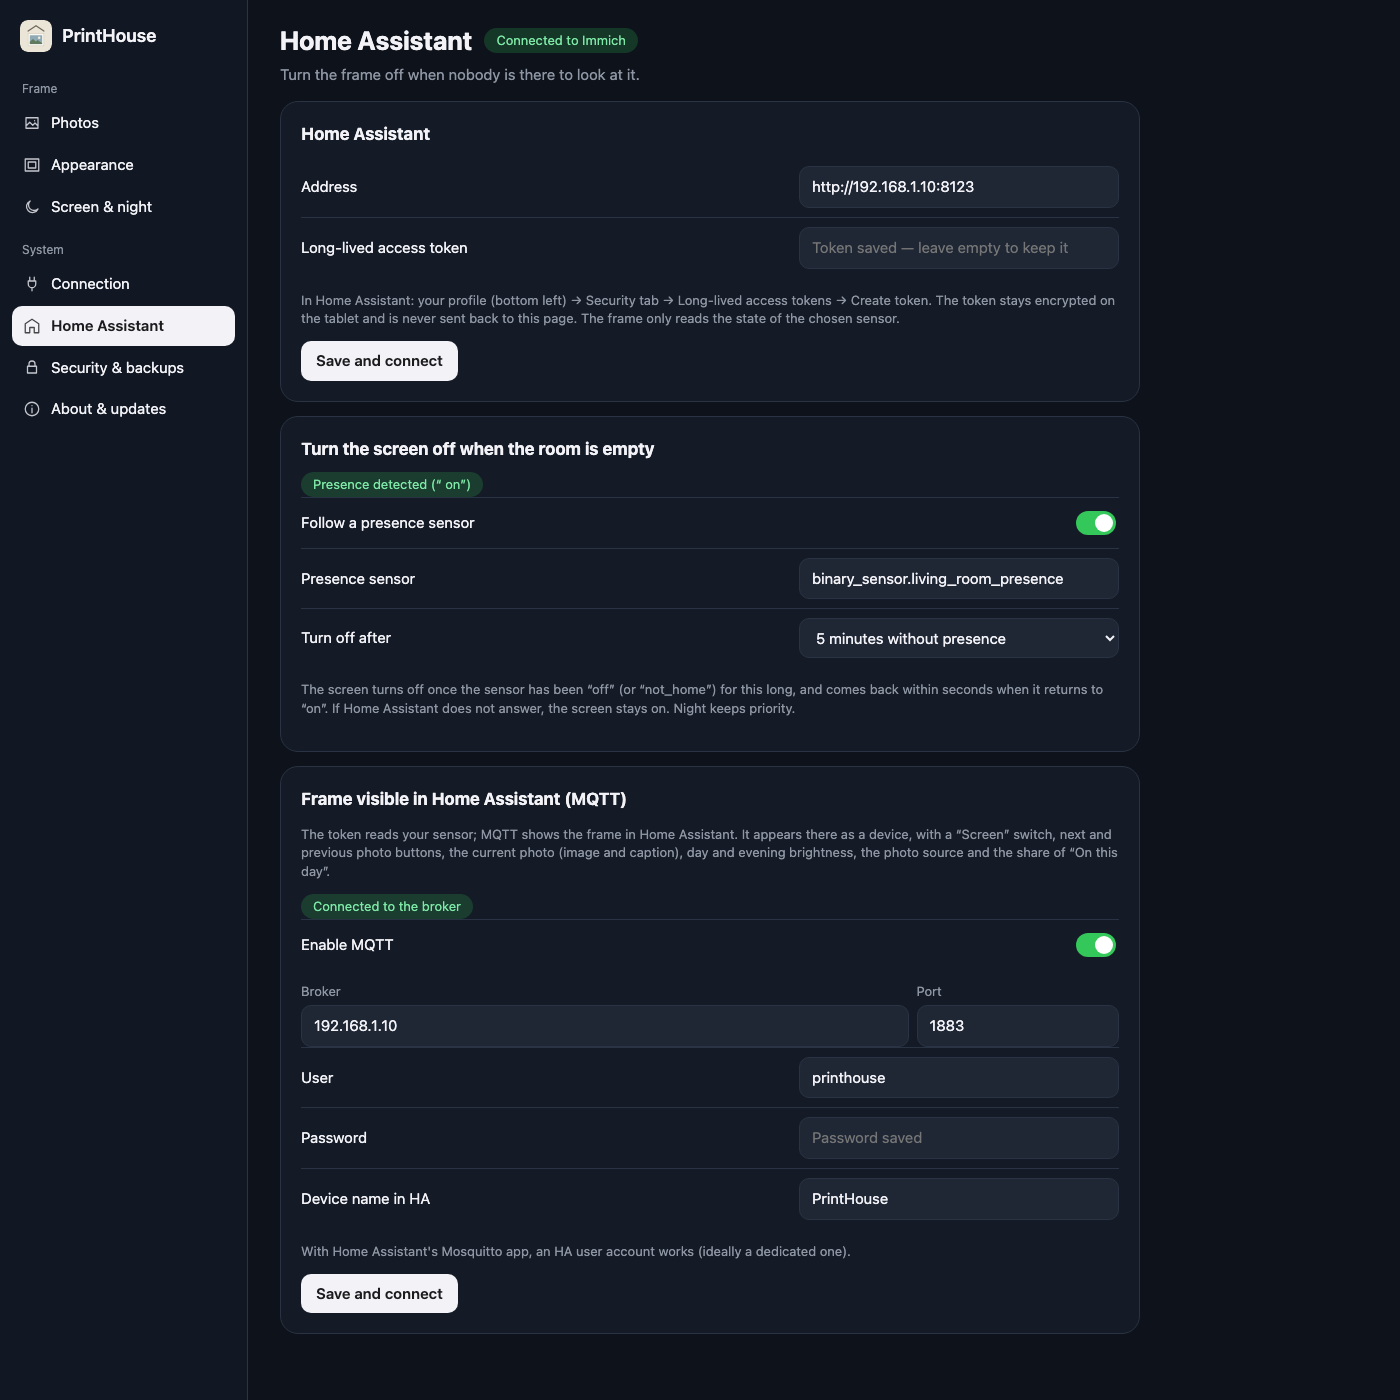 PrintHouse
Frame
Photos
Appearance
Screen & night
System
Connection
Home Assistant
Security & backups
About & updates
Home Assistant
Connected to Immich
Turn the frame off when nobody is there to look at it.
Home Assistant
Address
http://192.168.1.10:8123
Long-lived access token
Token saved — leave empty to keep it
In Home Assistant: your profile (bottom left) → Security tab → Long-lived access tokens → Create token. The token stays encrypted on
the tablet and is never sent back to this page. The frame only reads the state of the chosen sensor.
Save and connect
Turn the screen off when the room is empty
Presence detected (“ on”)
Follow a presence sensor
Presence sensor
binary_sensor.living_room_presence
Turn off after
5 minutes without presence
The screen turns off once the sensor has been “off” (or “not_home”) for this long, and comes back within seconds when it returns to
“on”. If Home Assistant does not answer, the screen stays on. Night keeps priority.
Frame visible in Home Assistant (MQTT)
The token reads your sensor; MQTT shows the frame in Home Assistant. It appears there as a device, with a “Screen” switch, next and
previous photo buttons, the current photo (image and caption), day and evening brightness, the photo source and the share of “On this
day”.
Connected to the broker
Enable MQTT
Broker
Port
192.168.1.10
1883
User
printhouse
Password
Password saved
Device name in HA
PrintHouse
With Home Assistant's Mosquitto app, an HA user account works (ideally a dedicated one).
Save and connect